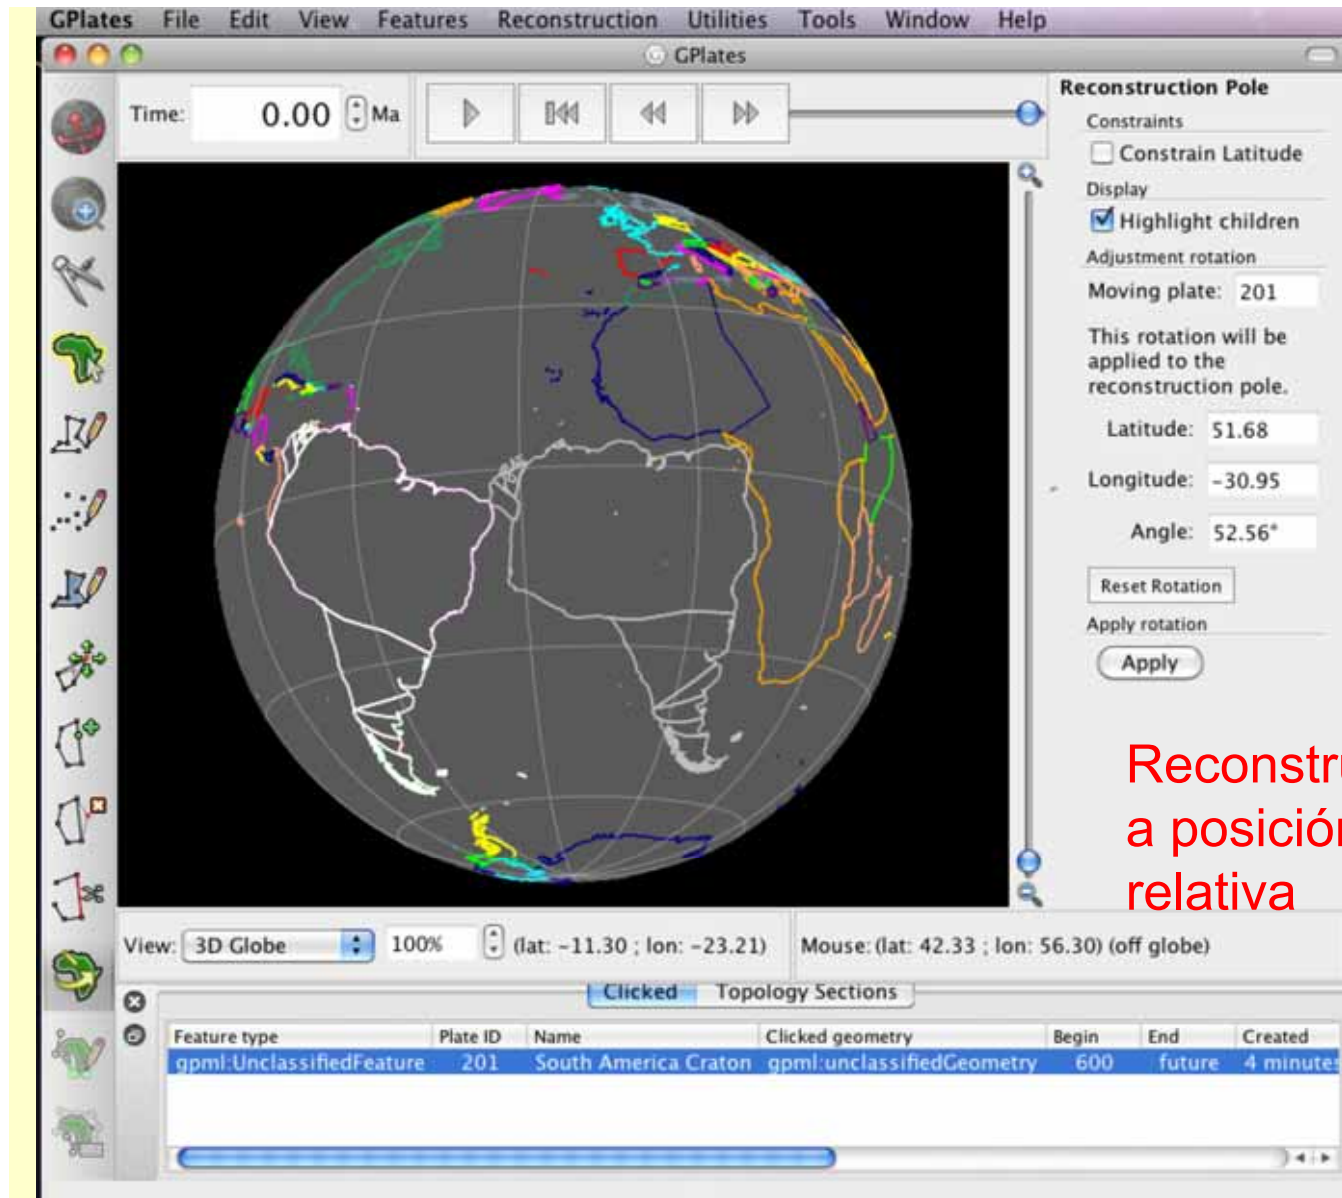 GPlates File Edit View Features Reconstruction Utilities Tools Window Help
GPlates
Time: 0.00 Ma
Reconstruction Pole
Constraints
Constrain Latitude
Display
Highlight children
Adjustment rotation
Moving plate: 201
This rotation will be
applied to the
reconstruction pole.
Latitude: 51.68
Longitude: -30.95
Angle: 52.56°
Reset Rotation
Apply rotation
Apply
a posición
relativa
View: 3D Globe 100% (lat: -11.30 ; lon: -23.21) Mouse: (lat: 42.33 ; lon: 56.30) (off globe)
Clicked Topology Sections
Feature type Plate ID Name Clicked geometry Begin End Created
gpml:UnclassifiedFeature 201 South America Craton gpml:unclassifiedGeometry 600 future 4 minutes